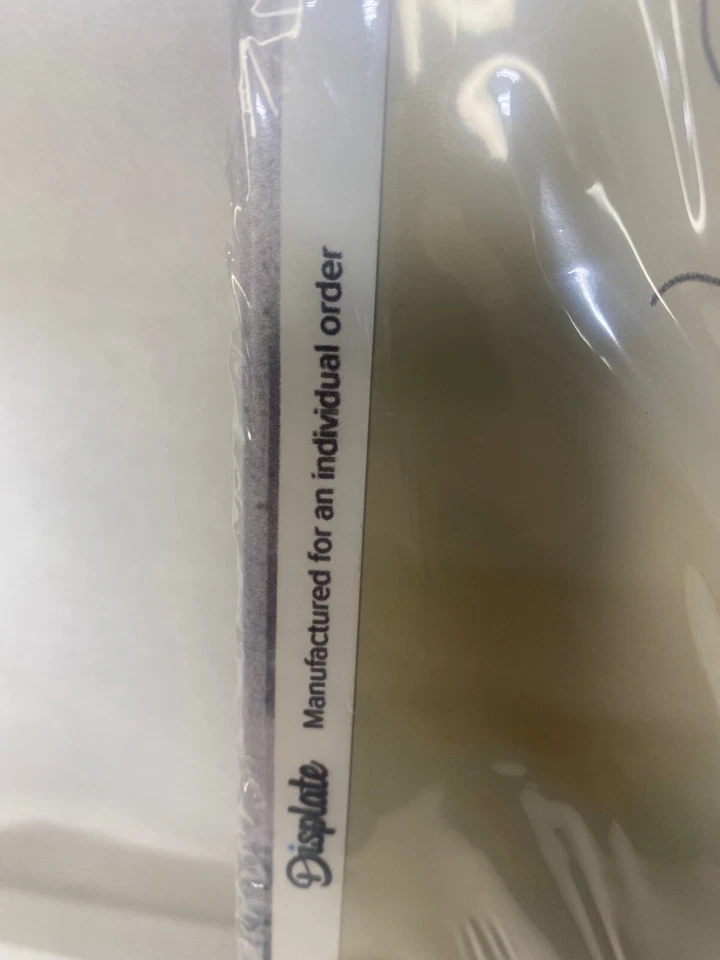 Displate Manufactured for an individual order